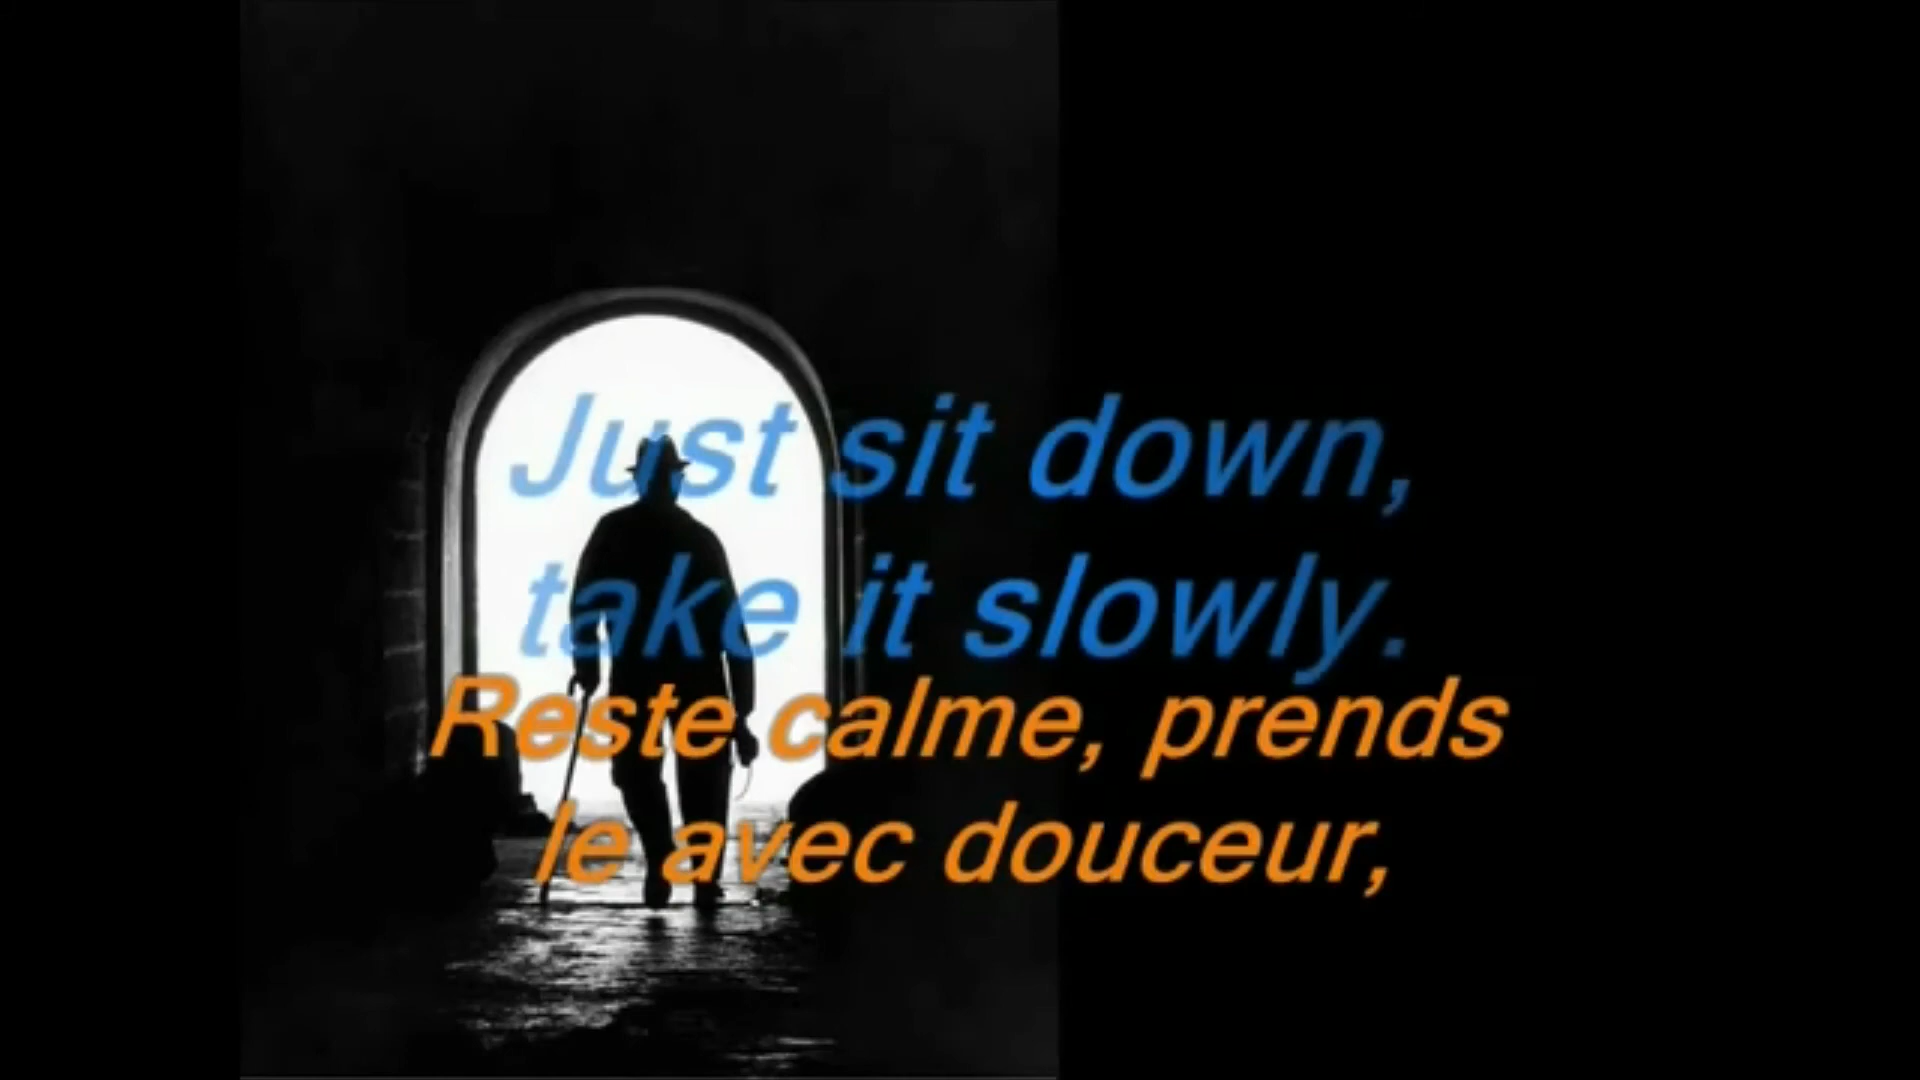 Just sit down,
take it slowly.
Reste calme, prends
le avec douceur,